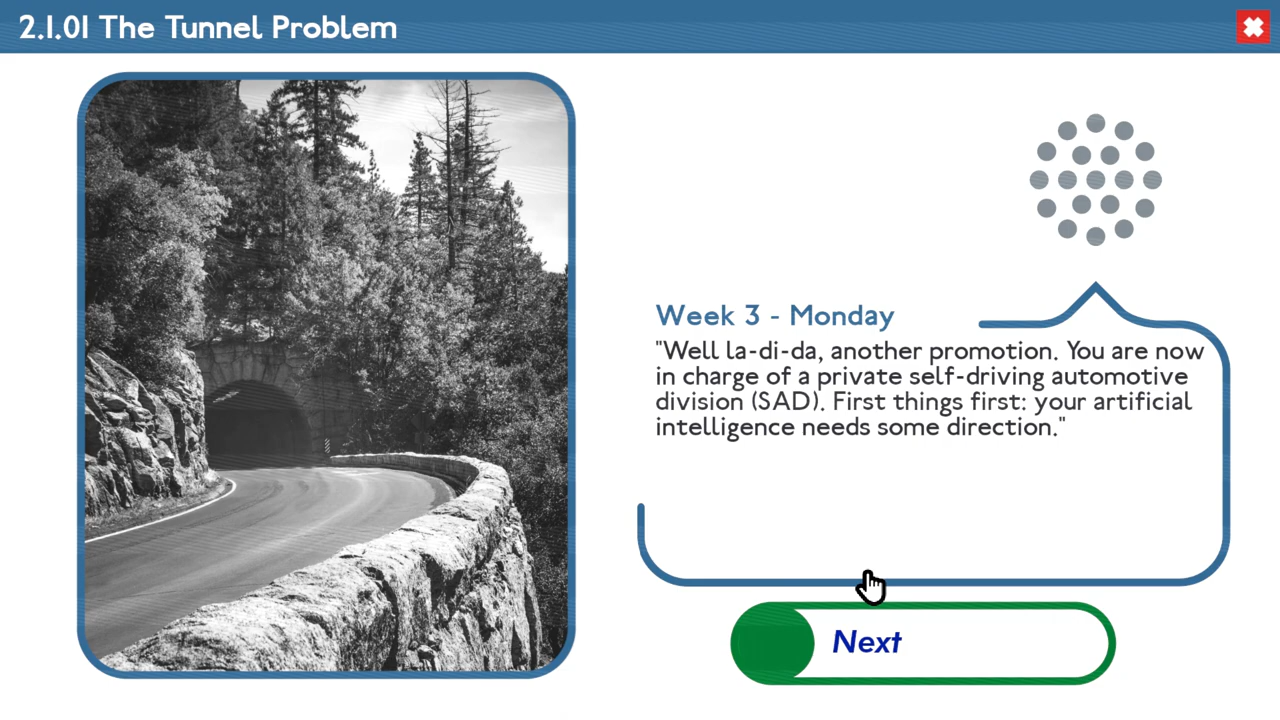 2.1.01 The Tunnel Problem
Week 3 - Monday
"Well la-di-da, another promotion. You are now
in charge of a private self-driving automotive
division (SAD). First things first: your artificial
intelligence needs some direction."
Next